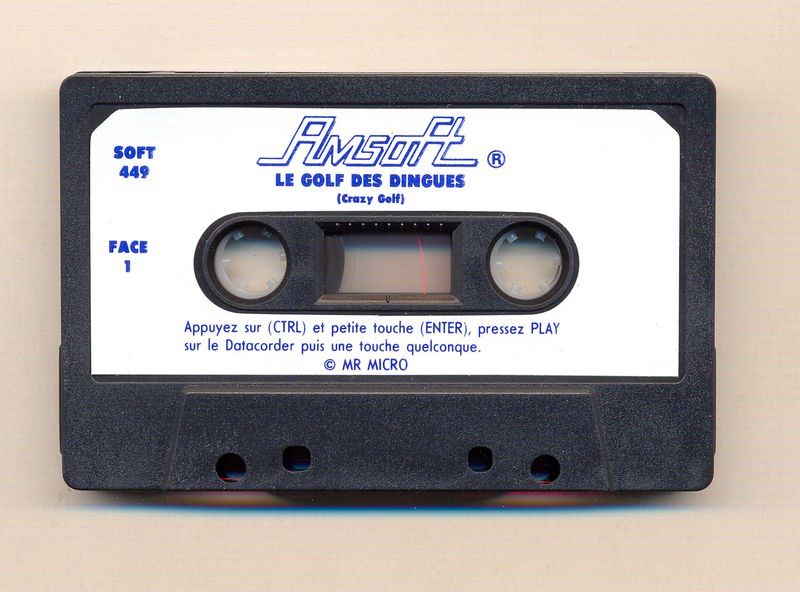 Amsoft ®
SOFT
449
LE GOLF DES DINGUES
(Crazy Golf)
FACE
1
Appuyez sur (CTRL) et petite touche (ENTER), pressez PLAY
sur le Datacorder puis une touche quelconque.
© MR MICRO